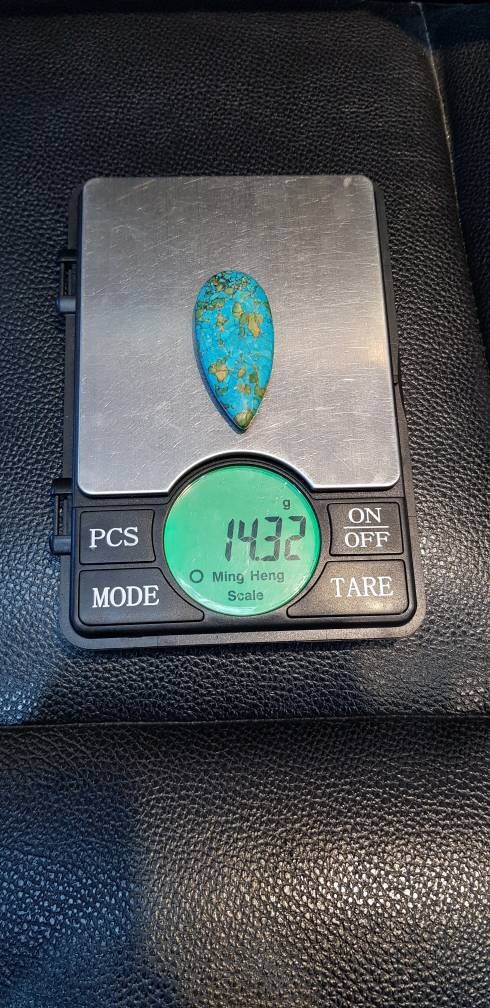 g
14.32
Ming Heng
Scale
PCS
ON
OFF
MODE
TARE